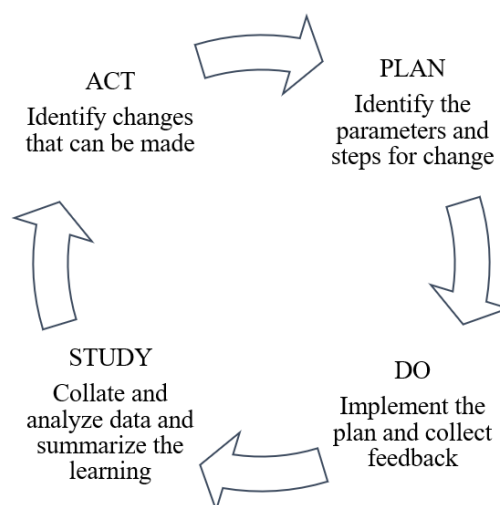 ACT
Identify changes
that can be made
PLAN
Identify the
parameters and
steps for change
DO
Implement the
plan and collect
feedback
STUDY
Collate and
analyze data and
summarize the
learning